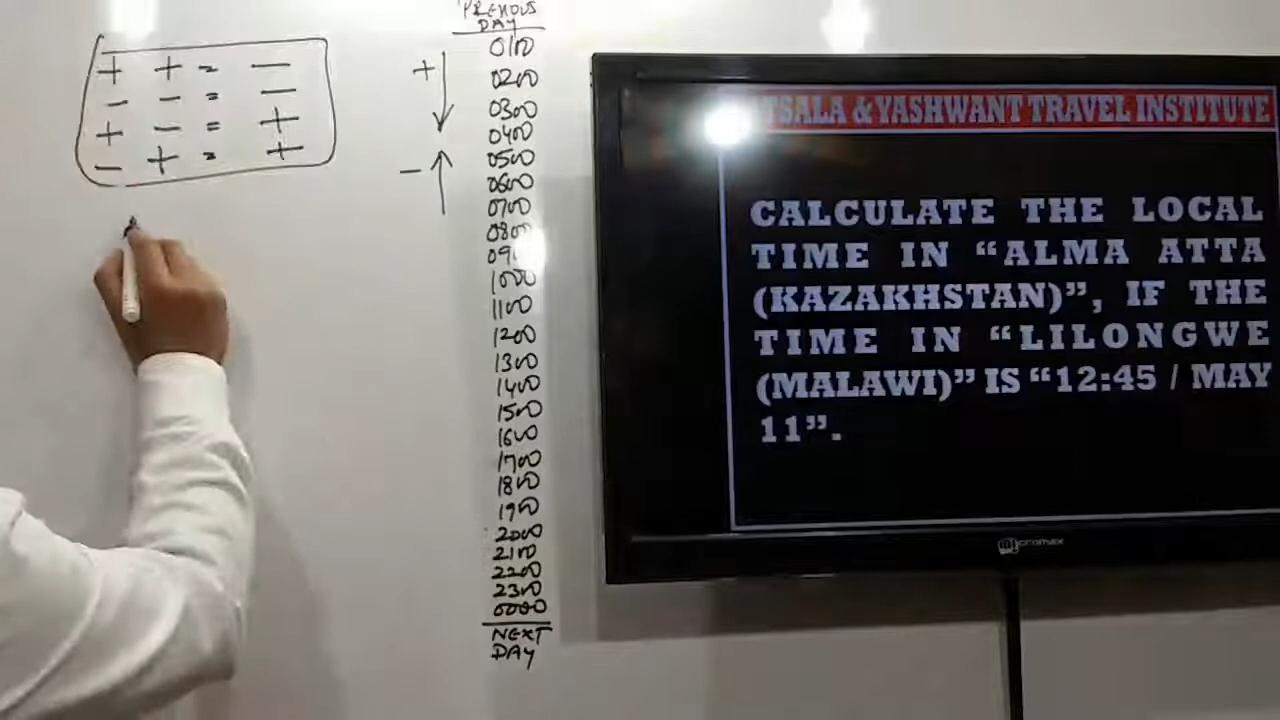 + + = -
- - = -
+ - = +
- + = +
+
-
PREVIOUS
DAY
0100
0200
0300
0400
0500
0600
0700
0800
09
1000
1100
1200
1300
1400
1500
1600
1700
1800
1900
2000
2100
2200
2300
0000
NEXT
DAY
TSALA & YASHWANT TRAVEL INSTITUTE
CALCULATE THE LOCAL
TIME IN “ALMA ATTA
(KAZAKHSTAN)”, IF THE
TIME IN “LILONGWE
(MALAWI)” IS “12:45 / MAY
11”.
micromax